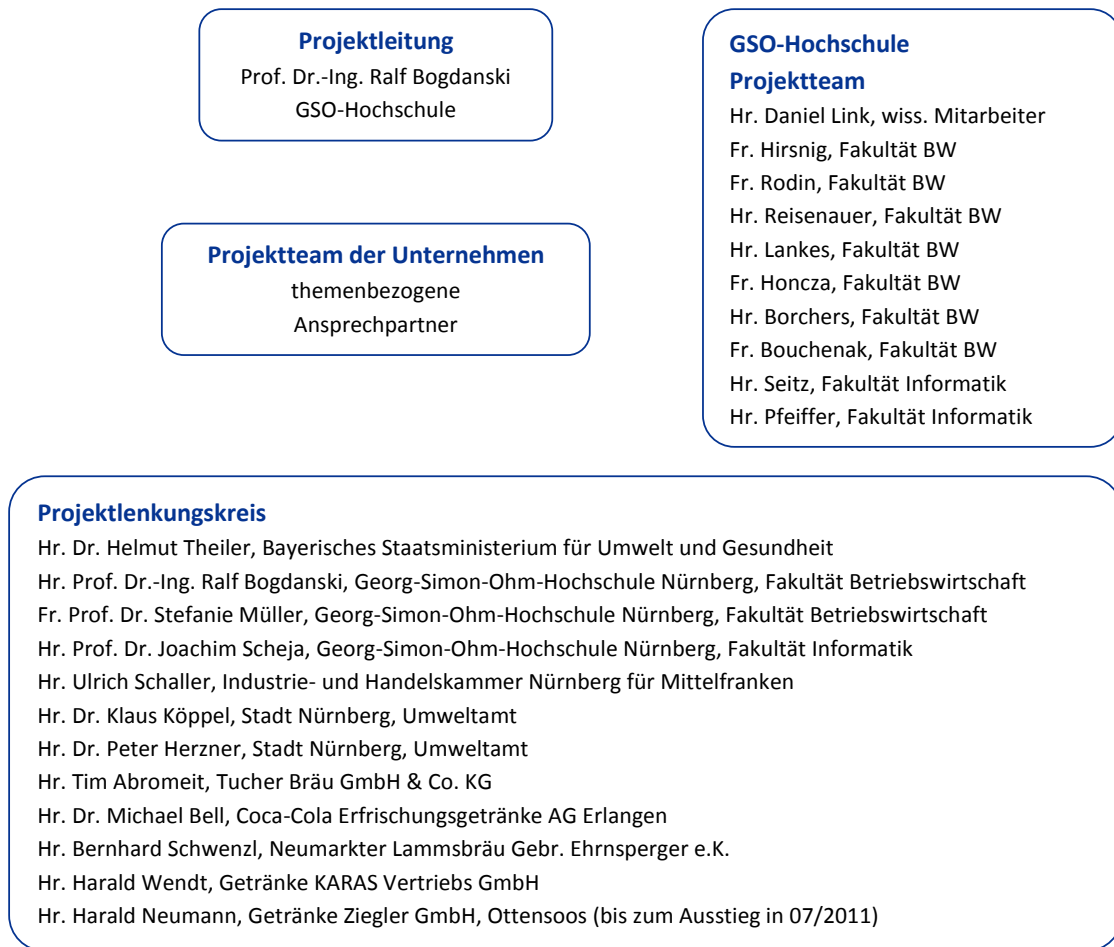 Projektleitung
Prof. Dr.-Ing. Ralf Bogdanski
GSO-Hochschule
GSO-Hochschule
Projektteam
Hr. Daniel Link, wiss. Mitarbeiter
Fr. Hirsnig, Fakultät BW
Fr. Rodin, Fakultät BW
Hr. Reisenauer, Fakultät BW
Hr. Lankes, Fakultät BW
Fr. Honcza, Fakultät BW
Hr. Borchers, Fakultät BW
Fr. Bouchenak, Fakultät BW
Hr. Seitz, Fakultät Informatik
Hr. Pfeiffer, Fakultät Informatik
Projektteam der Unternehmen
themenbezogene
Ansprechpartner
Projektlenkungskreis
Hr. Dr. Helmut Theiler, Bayerisches Staatsministerium für Umwelt und Gesundheit
Hr. Prof. Dr.-Ing. Ralf Bogdanski, Georg-Simon-Ohm-Hochschule Nürnberg, Fakultät Betriebswirtschaft
Fr. Prof. Dr. Stefanie Müller, Georg-Simon-Ohm-Hochschule Nürnberg, Fakultät Betriebswirtschaft
Hr. Prof. Dr. Joachim Scheja, Georg-Simon-Ohm-Hochschule Nürnberg, Fakultät Informatik
Hr. Ulrich Schaller, Industrie- und Handelskammer Nürnberg für Mittelfranken
Hr. Dr. Klaus Köppel, Stadt Nürnberg, Umweltamt
Hr. Dr. Peter Herzner, Stadt Nürnberg, Umweltamt
Hr. Tim Abromeit, Tucher Bräu GmbH & Co. KG
Hr. Dr. Michael Bell, Coca-Cola Erfrischungsgetränke AG Erlangen
Hr. Bernhard Schwenzl, Neumarkter Lammsbräu Gebr. Ehrnsperger e.K.
Hr. Harald Wendt, Getränke KARAS Vertriebs GmbH
Hr. Harald Neumann, Getränke Ziegler GmbH, Ottensoos (bis zum Ausstieg in 07/2011)